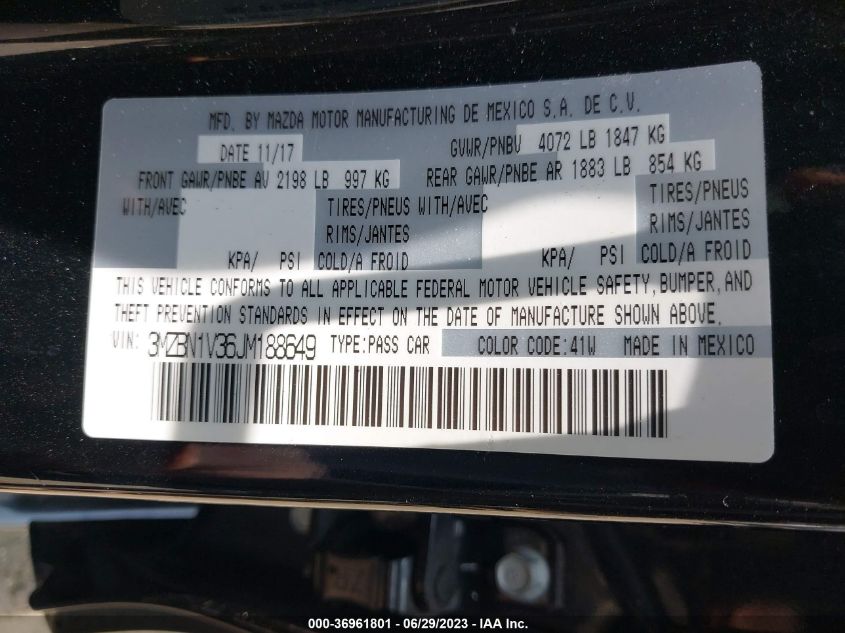 MFD. BY MAZDA MOTOR MANUFACTURING DE MEXICO S.A. DE C.V.
DATE 11/17 GVWR/PNBV 4072 LB 1847 KG
FRONT GAWR/PNBE AV 2198 LB 997 KG REAR GAWR/PNBE AR 1883 LB 854 KG
WITH/AVEC TIRES/PNEUS WITH/AVEC TIRES/PNEUS
RIMS/JANTES RIMS/JANTES
KPA/ PSI COLD/A FROID KPA/ PSI COLD/A FROID
THIS VEHICLE CONFORMS TO ALL APPLICABLE FEDERAL MOTOR VEHICLE SAFETY, BUMPER, AND
THEFT PREVENTION STANDARDS IN EFFECT ON THE DATE OF MANUFACTURE SHOWN ABOVE.
VIN: 3MZBN1V36JM188649 TYPE:PASS CAR COLOR CODE:41W MADE IN MEXICO
000-36961801 - 06/29/2023 - IAA Inc.